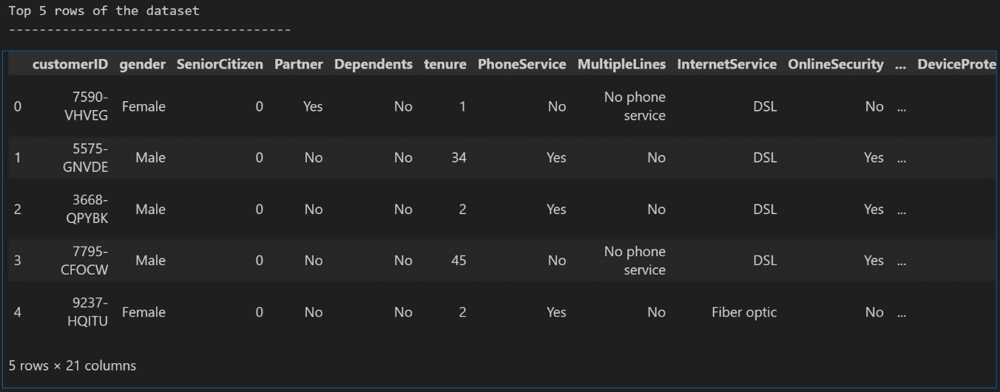 Top 5 rows of the dataset
-------------------------------------
customerID gender SeniorCitizen Partner Dependents tenure PhoneService MultipleLines InternetService OnlineSecurity ... DeviceProte
0 7590-VHVEG Female 0 Yes No 1 No No phone service DSL No ...
1 5575-GNVDE Male 0 No No 34 Yes No DSL Yes ...
2 3668-QPYBK Male 0 No No 2 Yes No DSL Yes ...
3 7795-CFOCW Male 0 No No 45 No No phone service DSL Yes ...
4 9237-HQITU Female 0 No No 2 Yes No Fiber optic No ...
5 rows × 21 columns